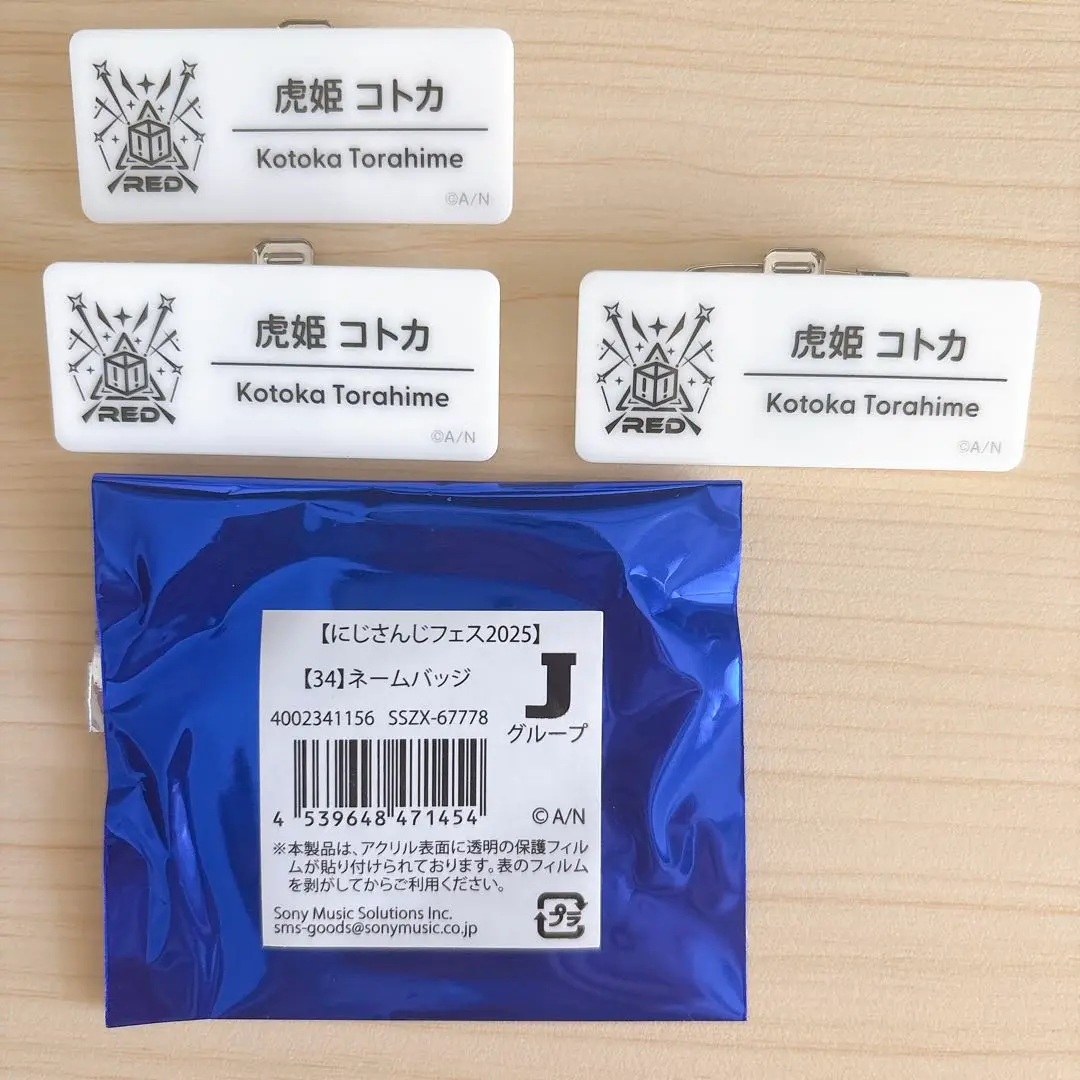 虎姫 コトカ
Kotoka Torahime
RED
©A/N
虎姫 コトカ
Kotoka Torahime
RED
©A/N
虎姫 コトカ
Kotoka Torahime
RED
©A/N
【にじさんじフェス2025】
【34】ネームバッジ
J
グループ
4002341156 SSZX-67778
4 539648 471454
© A/N
※本製品は、アクリル表面に透明の保護フィル
ムが貼り付けられております。表のフィルム
を剥がしてからご利用ください。
Sony Music Solutions Inc.
sms-goods@sonymusic.co.jp
プラ